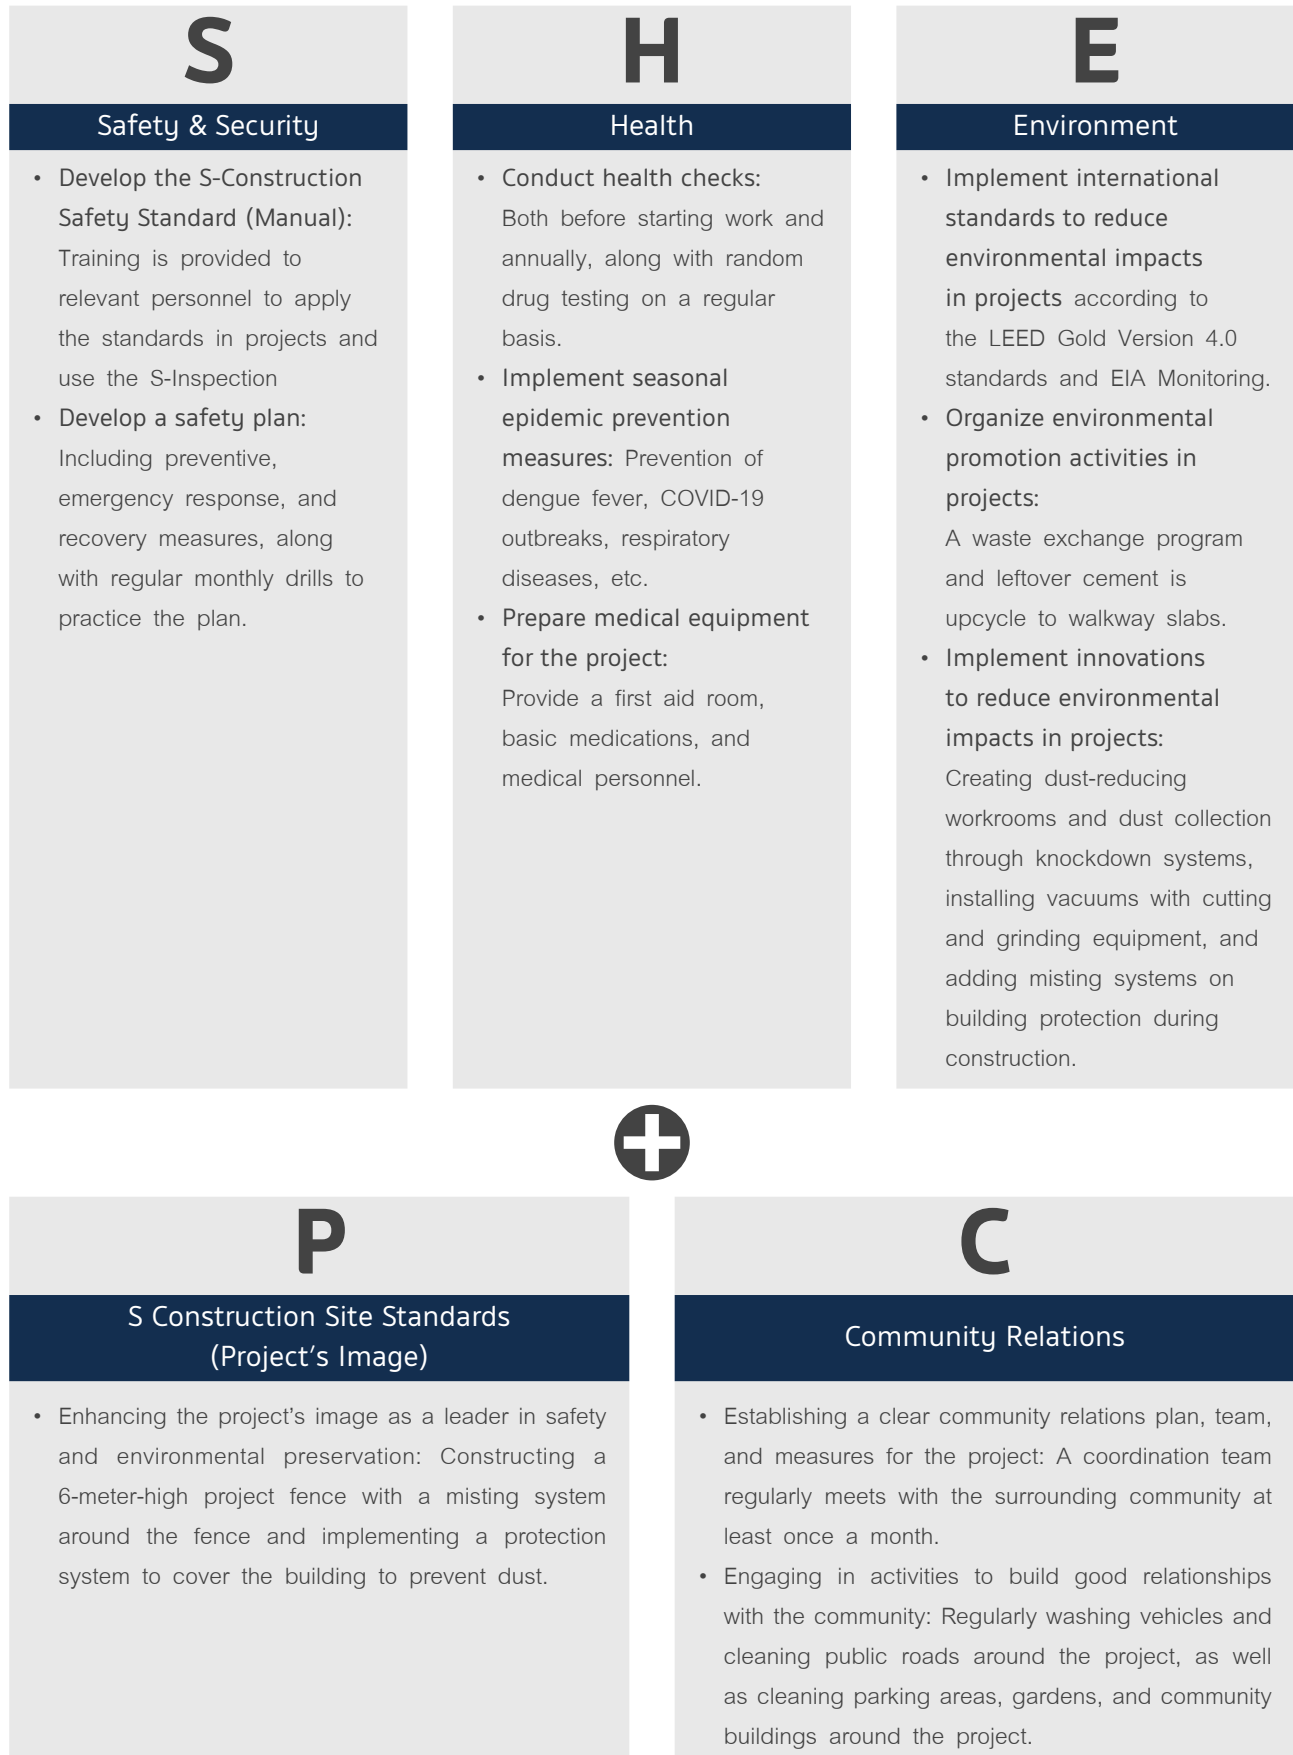 S
Safety & Security
• Develop the S-Construction
Safety Standard (Manual):
Training is provided to
relevant personnel to apply
the standards in projects and
use the S-Inspection
• Develop a safety plan:
Including preventive,
emergency response, and
recovery measures, along
with regular monthly drills to
practice the plan.
H
Health
• Conduct health checks:
Both before starting work and
annually, along with random
drug testing on a regular
basis.
• Implement seasonal
epidemic prevention
measures: Prevention of
dengue fever, COVID-19
outbreaks, respiratory
diseases, etc.
• Prepare medical equipment
for the project:
Provide a first aid room,
basic medications, and
medical personnel.
E
Environment
• Implement international
standards to reduce
environmental impacts
in projects according to
the LEED Gold Version 4.0
standards and EIA Monitoring.
• Organize environmental
promotion activities in
projects:
A waste exchange program
and leftover cement is
upcycle to walkway slabs.
• Implement innovations
to reduce environmental
impacts in projects:
Creating dust-reducing
workrooms and dust collection
through knockdown systems,
installing vacuums with cutting
and grinding equipment, and
adding misting systems on
building protection during
construction.
P
S Construction Site Standards
(Project's Image)
• Enhancing the project's image as a leader in safety
and environmental preservation: Constructing a
6-meter-high project fence with a misting system
around the fence and implementing a protection
system to cover the building to prevent dust.
C
Community Relations
• Establishing a clear community relations plan, team,
and measures for the project: A coordination team
regularly meets with the surrounding community at
least once a month.
• Engaging in activities to build good relationships
with the community: Regularly washing vehicles and
cleaning public roads around the project, as well
as cleaning parking areas, gardens, and community
buildings around the project.